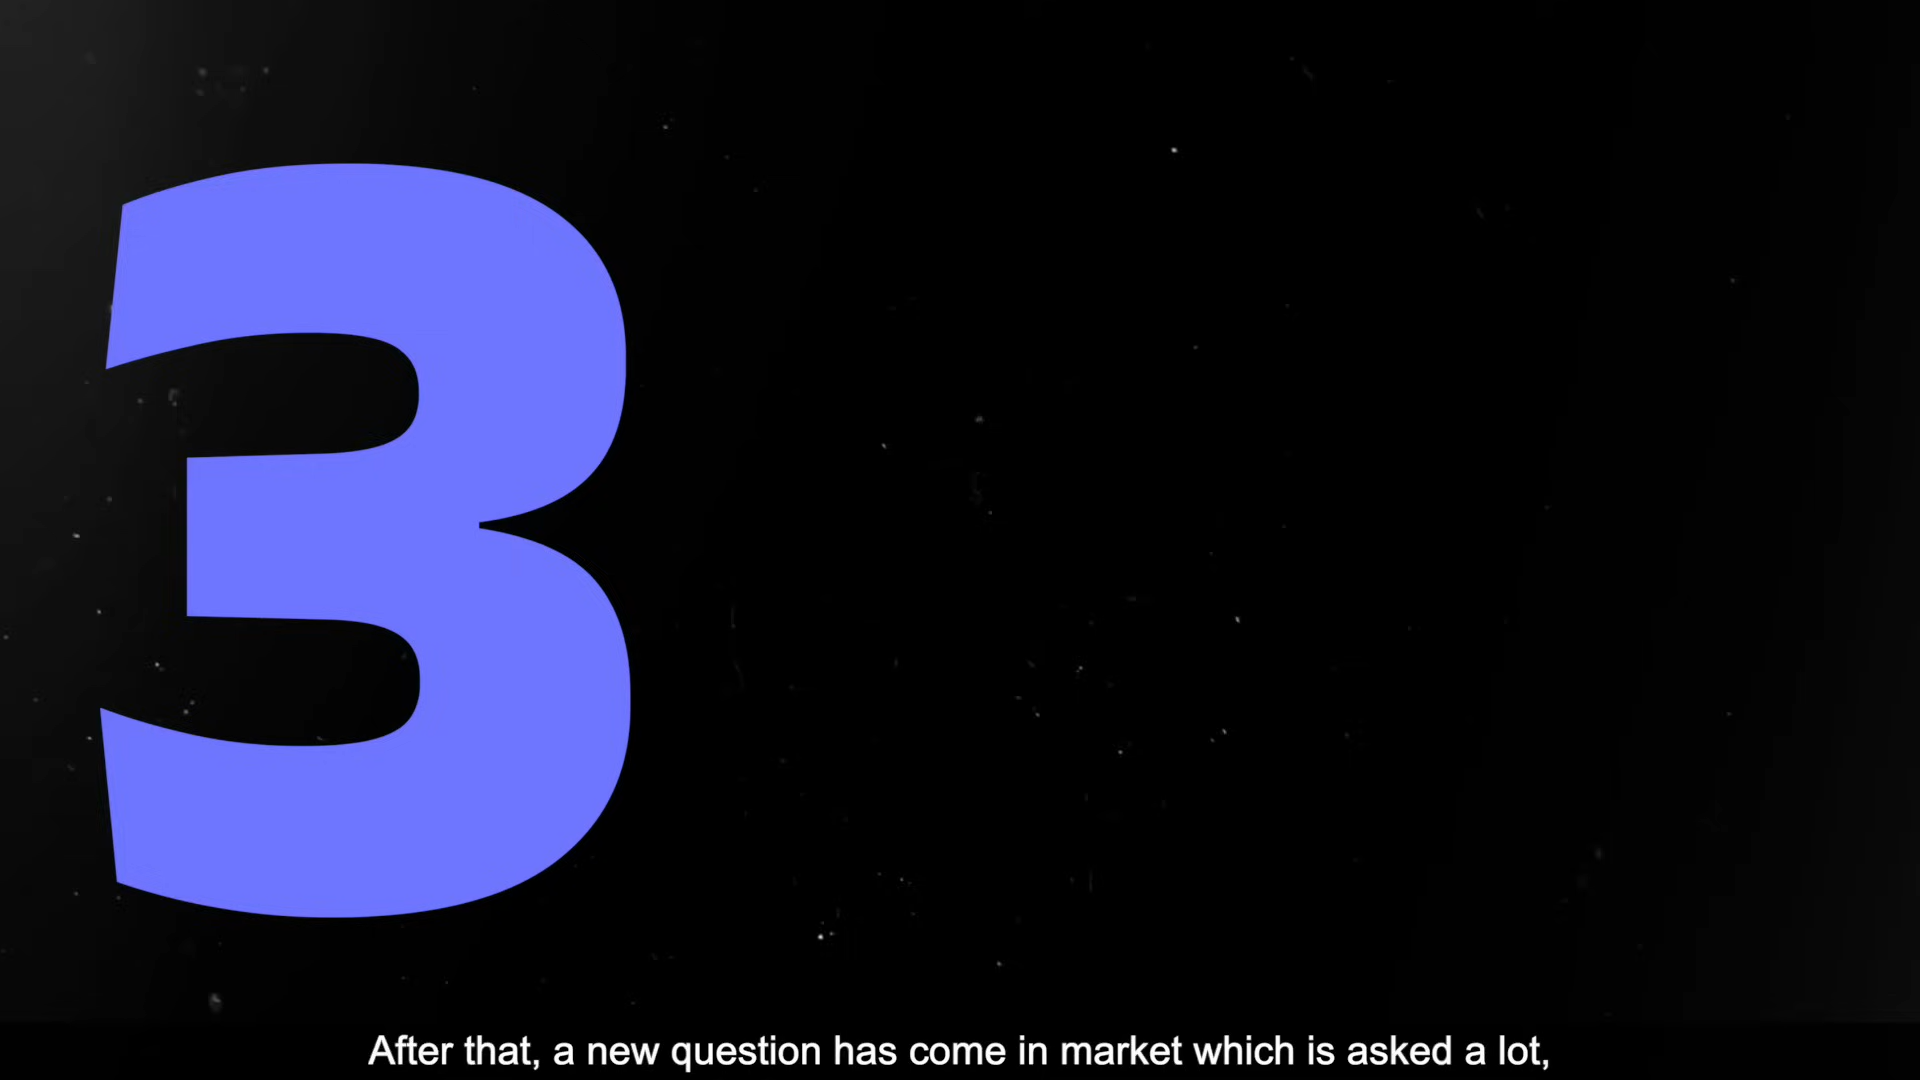 3
After that, a new question has come in market which is asked a lot,